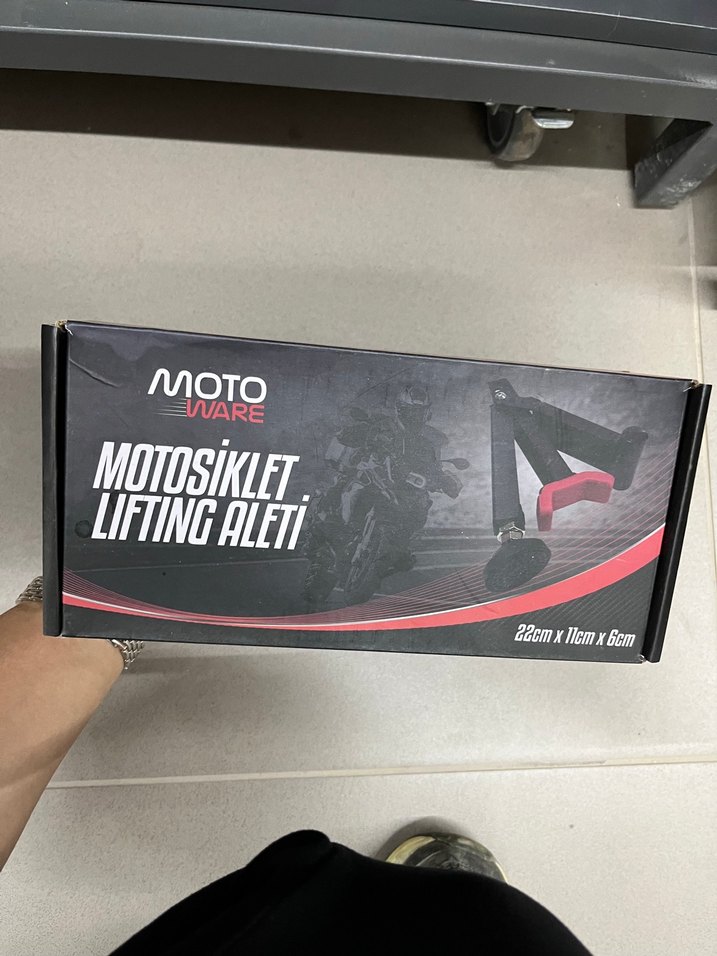 MOTO
WARE
MOTOSİKLET
LIFTING ALETİ
22cm x 11cm x 6cm